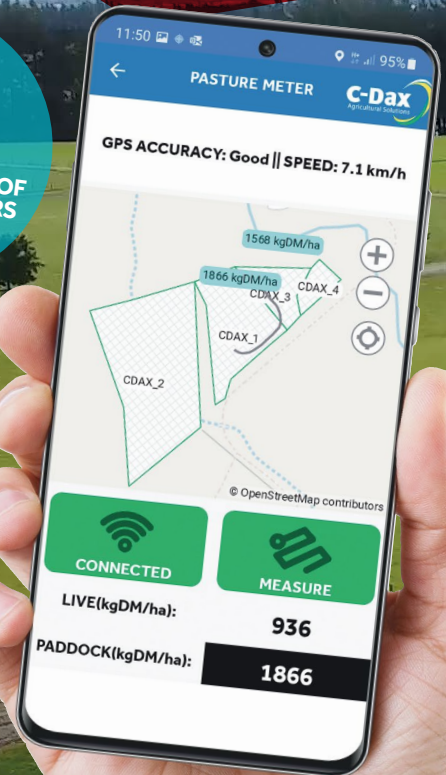 11:50
95%
PASTURE METER
C-Dax
Agricultural Solutions
GPS ACCURACY: Good || SPEED: 7.1 km/h
OF
RS
1568 kgDM/ha
1866 kgDM/ha
CDAX_3
CDAX_4
CDAX_1
CDAX_2
© OpenStreetMap contributors
CONNECTED
MEASURE
LIVE(kgDM/ha):
936
PADDOCK(kgDM/ha):
1866